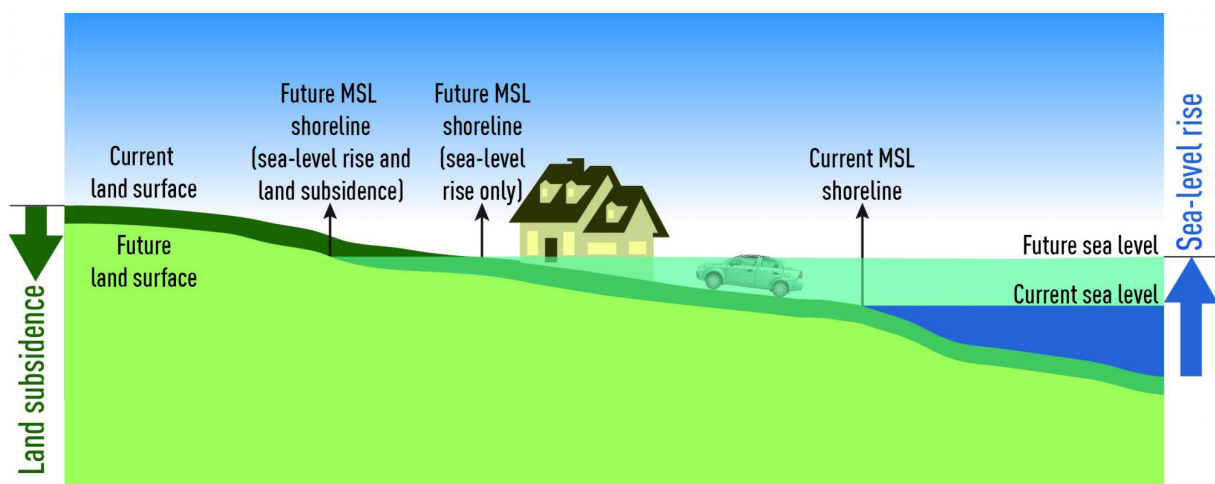 Future MSL
shoreline
(sea-level rise and
land subsidence)
Future MSL
shoreline
(sea-level
rise only)
Current
land surface
Current MSL
shoreline
Future
land surface
Future sea level
Current sea level
Land subsidence
Sea-level rise